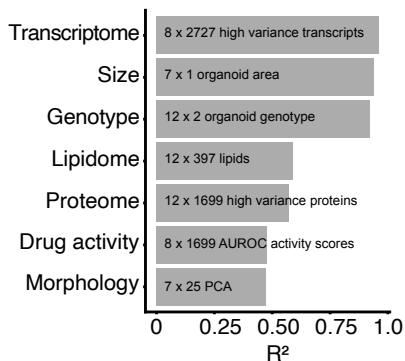 Transcriptome 8 x 2727 high variance transcripts
Size 7 x 1 organoid area
Genotype 12 x 2 organoid genotype
Lipidome 12 x 397 lipids
Proteome 12 x 1699 high variance proteins
Drug activity 8 x 1699 AUROC activity scores
Morphology 7 x 25 PCA
0 0.25 0.50 0.75 1.0
R²